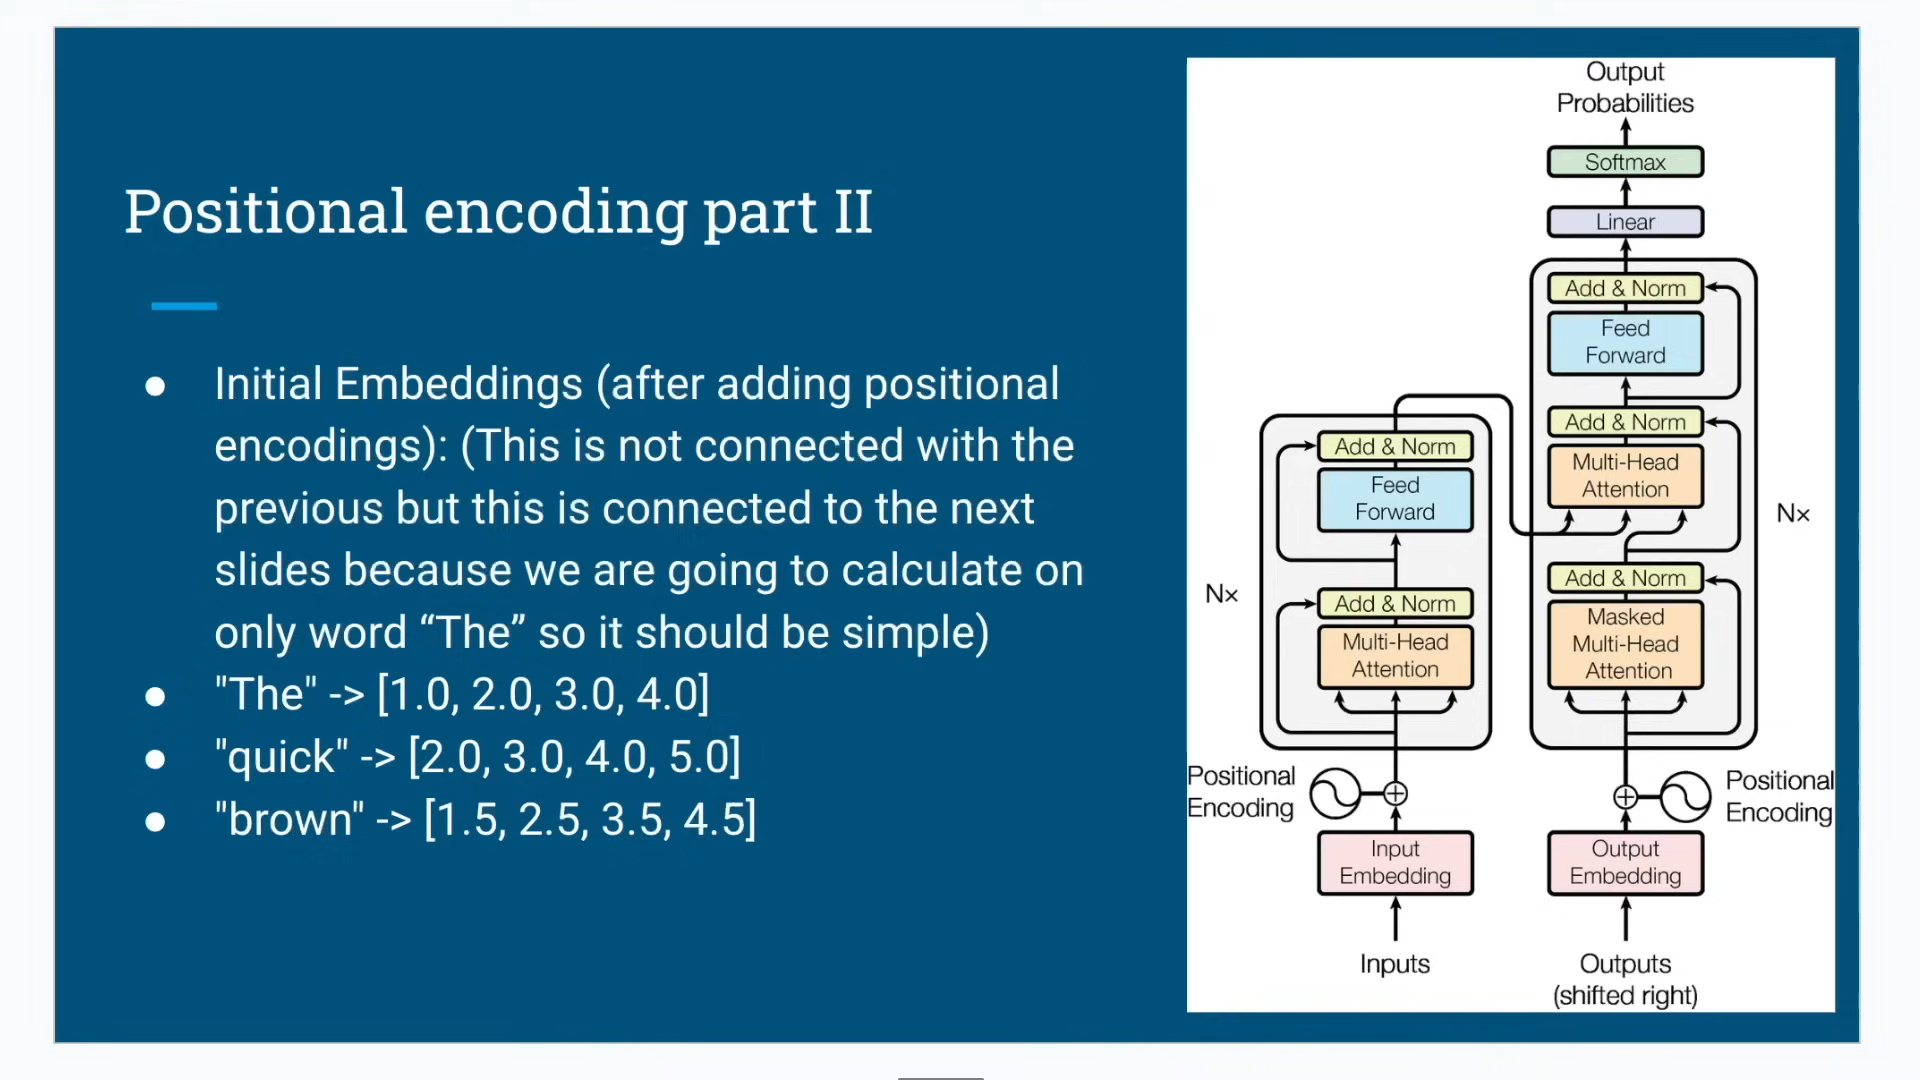 Positional encoding part II
● Initial Embeddings (after adding positional
encodings): (This is not connected with the
previous but this is connected to the next
slides because we are going to calculate on
only word “The” so it should be simple)
● "The" -> [1.0, 2.0, 3.0, 4.0]
● "quick" -> [2.0, 3.0, 4.0, 5.0]
● "brown" -> [1.5, 2.5, 3.5, 4.5]
Output
Probabilities
Softmax
Linear
Add & Norm
Feed
Forward
Add & Norm
Multi-Head
Attention
Nx
Add & Norm
Masked
Multi-Head
Attention
Add & Norm
Feed
Forward
Nx
Add & Norm
Multi-Head
Attention
Positional
Encoding
Positional
Encoding
Input
Embedding
Output
Embedding
Inputs
Outputs
(shifted right)